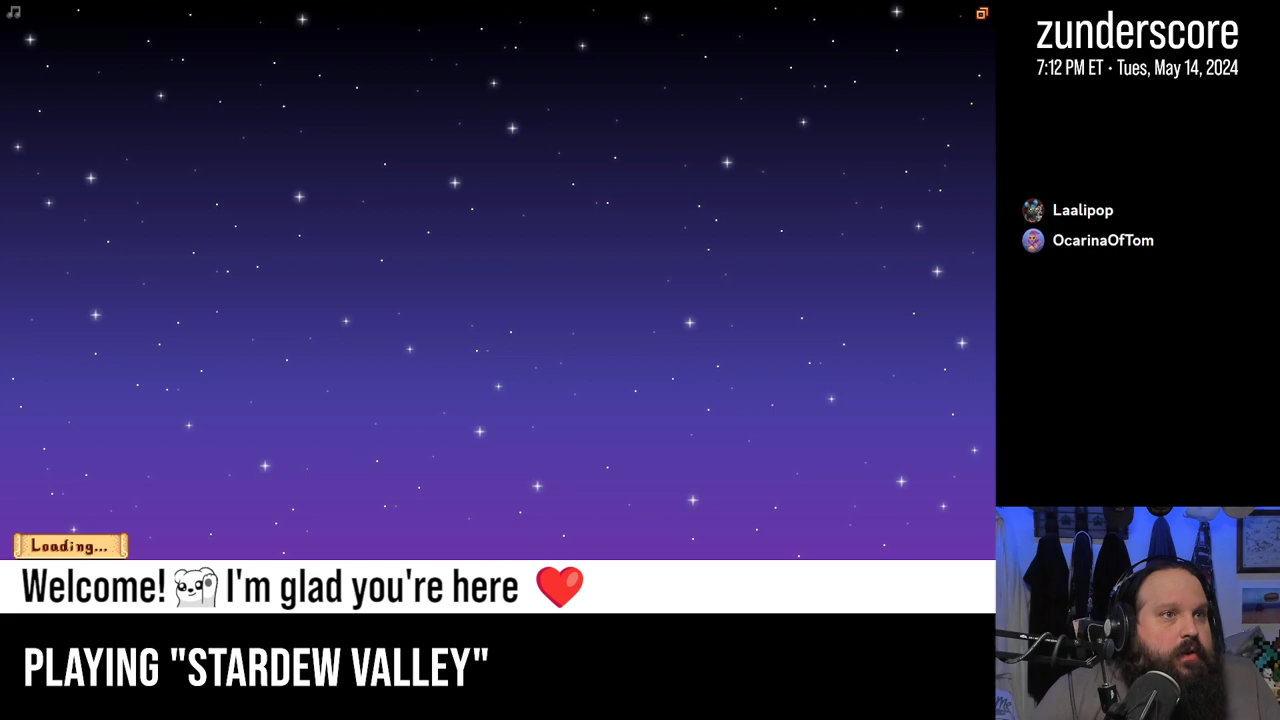 zunderscore
7:12 PM ET • Tues, May 14, 2024
Laalipop
OcarinaOfTom
Loading...
Welcome! I'm glad you're here
PLAYING "STARDEW VALLEY"